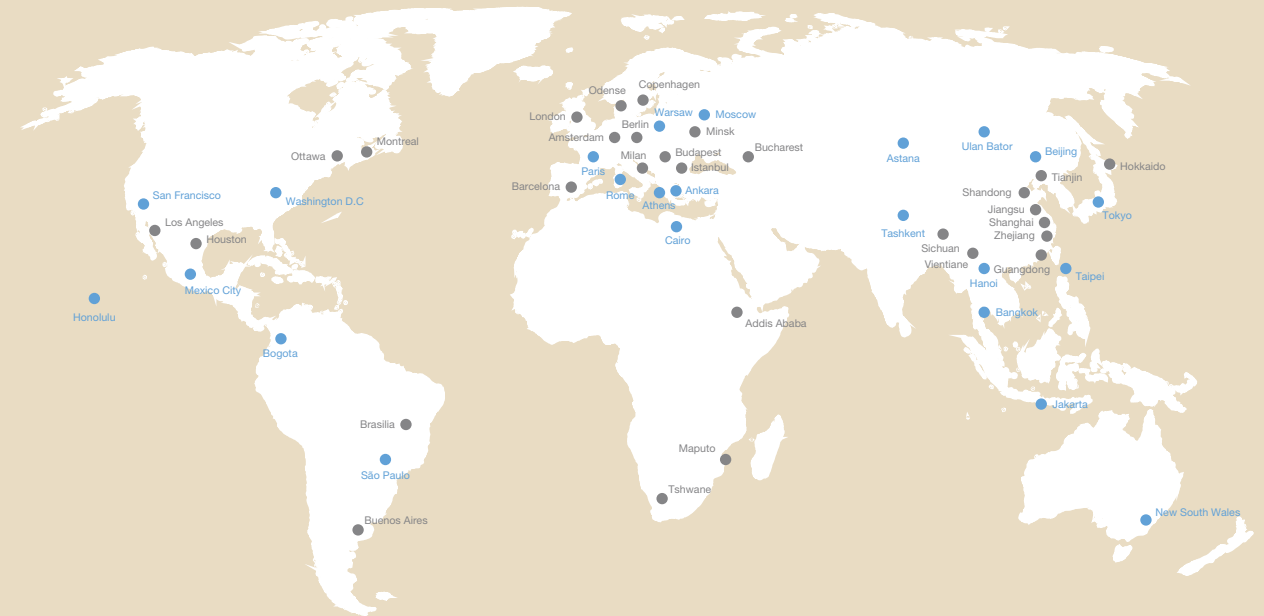 Copenhagen
Odense
London
Warsaw
Moscow
Berlin
Amsterdam
Minsk
Montreal
Ottawa
Milan
Budapest
Bucharest
Astana
Ulan Bator
Beijing
Paris
Istanbul
Hokkaido
Tianjin
Barcelona
Rome
Ankara
San Francisco
Washington D.C
Athens
Shandong
Jiangsu
Tokyo
Los Angeles
Shanghai
Houston
Cairo
Tashkent
Zhejiang
Sichuan
Vientiane
Guangdong
Taipei
Mexico City
Hanoi
Honolulu
Bangkok
Addis Ababa
Bogota
Jakarta
Brasilia
Maputo
São Paulo
Tshwane
New South Wales
Buenos Aires